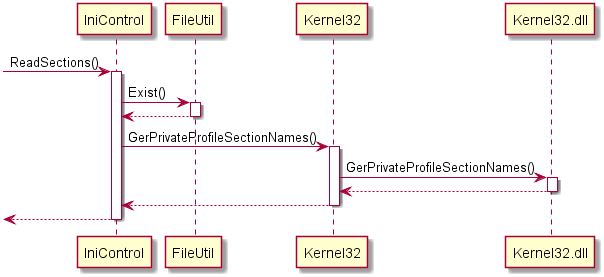 IniControl
FileUtil
Kernel32
Kernel32.dll
ReadSections()
Exist()
GerPrivateProfileSectionNames()
GerPrivateProfileSectionNames()
IniControl
FileUtil
Kernel32
Kernel32.dll